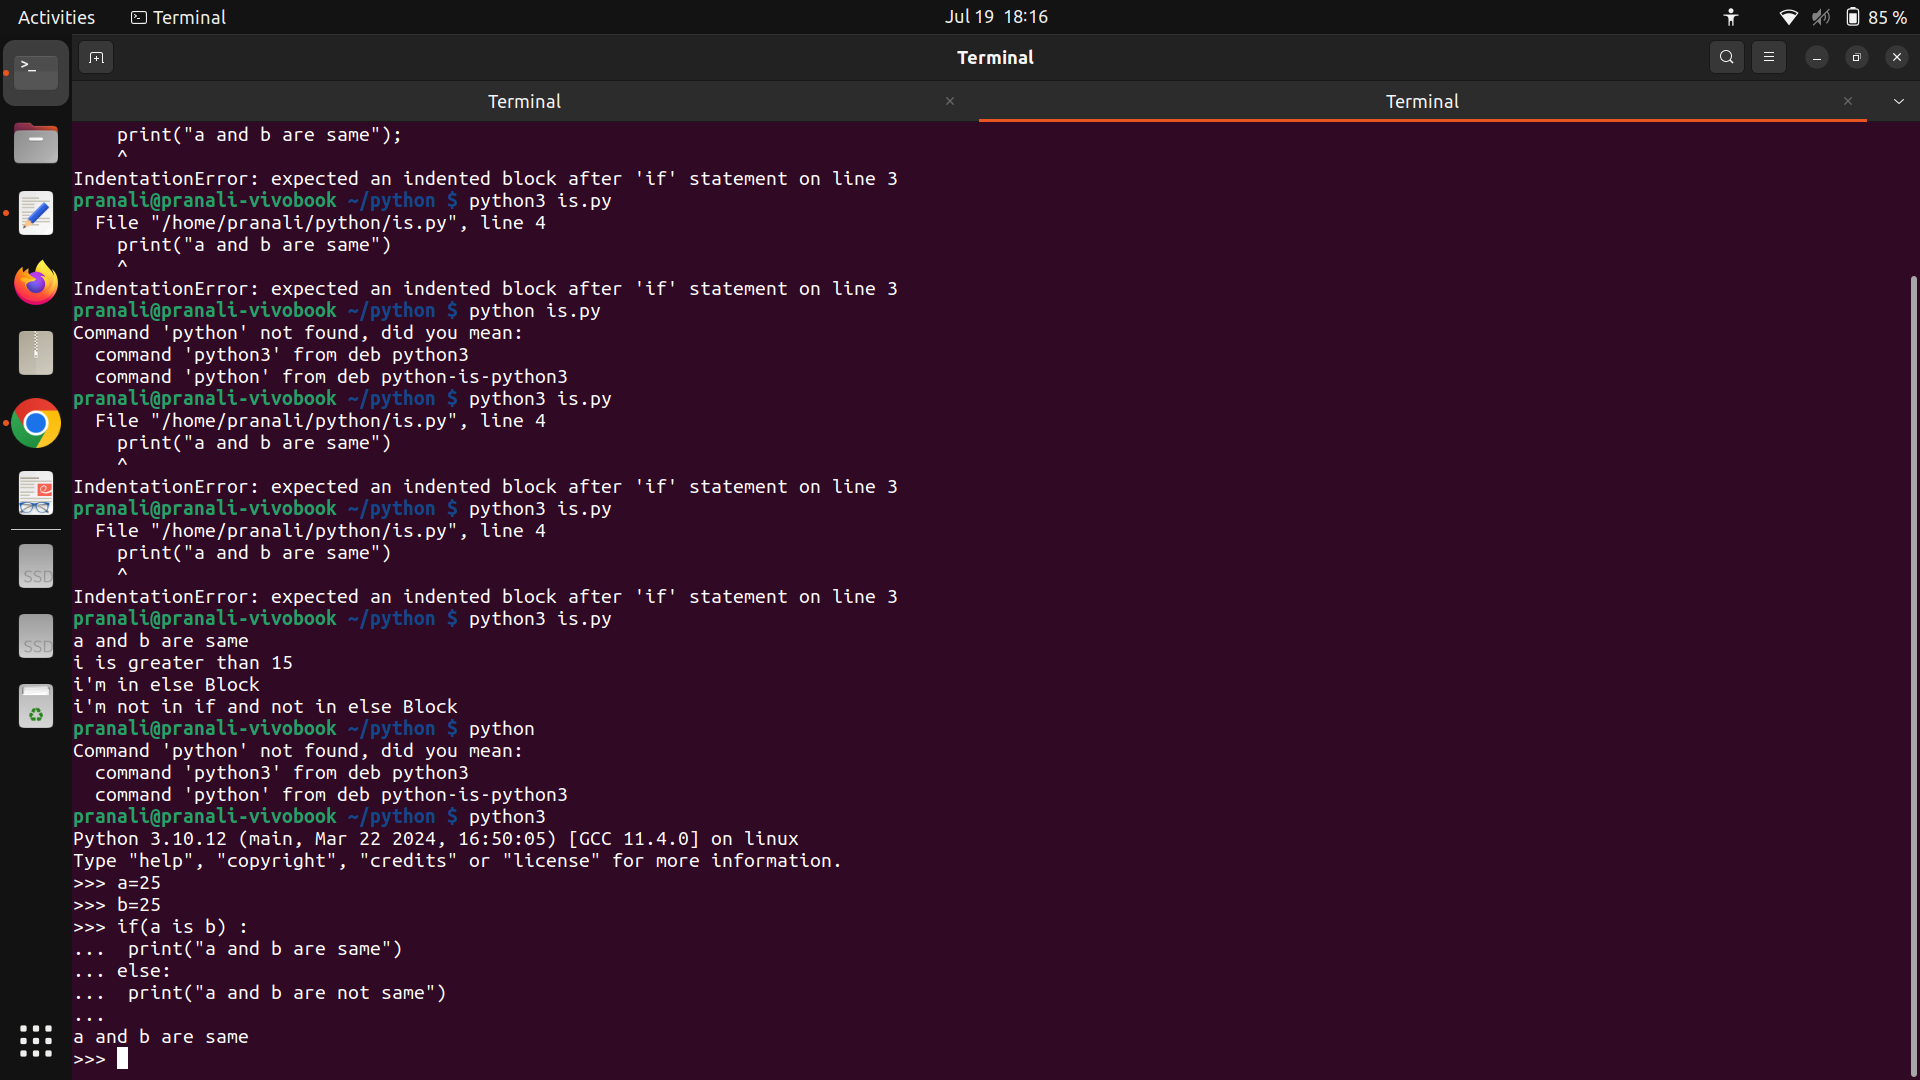 Activities
Terminal
Jul 19 18:16
85 %
Terminal
Terminal
Terminal
    print("a and b are same");
    ^
IndentationError: expected an indented block after 'if' statement on line 3
pranali@pranali-vivobook ~/python $ python3 is.py
  File "/home/pranali/python/is.py", line 4
    print("a and b are same")
    ^
IndentationError: expected an indented block after 'if' statement on line 3
pranali@pranali-vivobook ~/python $ python is.py
Command 'python' not found, did you mean:
  command 'python3' from deb python3
  command 'python' from deb python-is-python3
pranali@pranali-vivobook ~/python $ python3 is.py
  File "/home/pranali/python/is.py", line 4
    print("a and b are same")
    ^
IndentationError: expected an indented block after 'if' statement on line 3
pranali@pranali-vivobook ~/python $ python3 is.py
  File "/home/pranali/python/is.py", line 4
    print("a and b are same")
    ^
IndentationError: expected an indented block after 'if' statement on line 3
pranali@pranali-vivobook ~/python $ python3 is.py
a and b are same
i is greater than 15
i'm in else Block
i'm not in if and not in else Block
pranali@pranali-vivobook ~/python $ python
Command 'python' not found, did you mean:
  command 'python3' from deb python3
  command 'python' from deb python-is-python3
pranali@pranali-vivobook ~/python $ python3
Python 3.10.12 (main, Mar 22 2024, 16:50:05) [GCC 11.4.0] on linux
Type "help", "copyright", "credits" or "license" for more information.
>>> a=25
>>> b=25
>>> if(a is b) :
...  print("a and b are same")
... else:
...  print("a and b are not same")
...
a and b are same
>>>
SSD
SSD